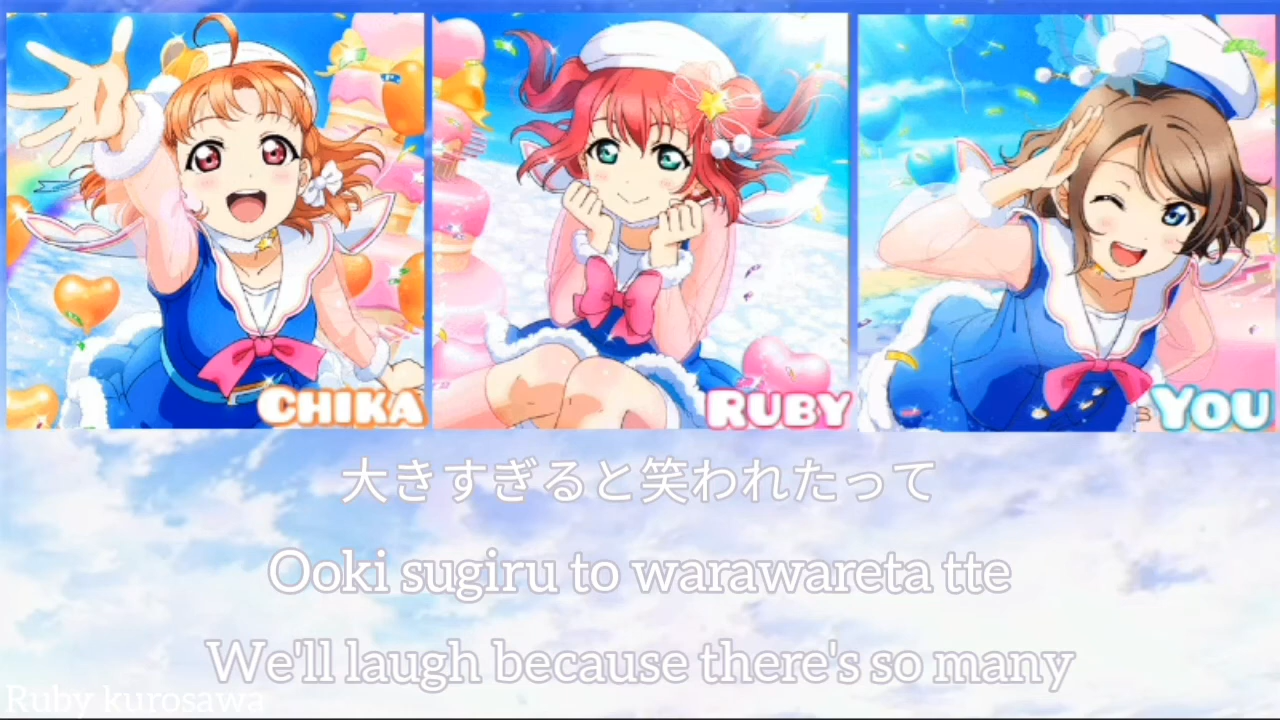 CHIKA
RUBY
YOU
大きすぎると笑われたって
Ooki sugiru to warawareta tte
We'll laugh because there's so many
Ruby kurosawa